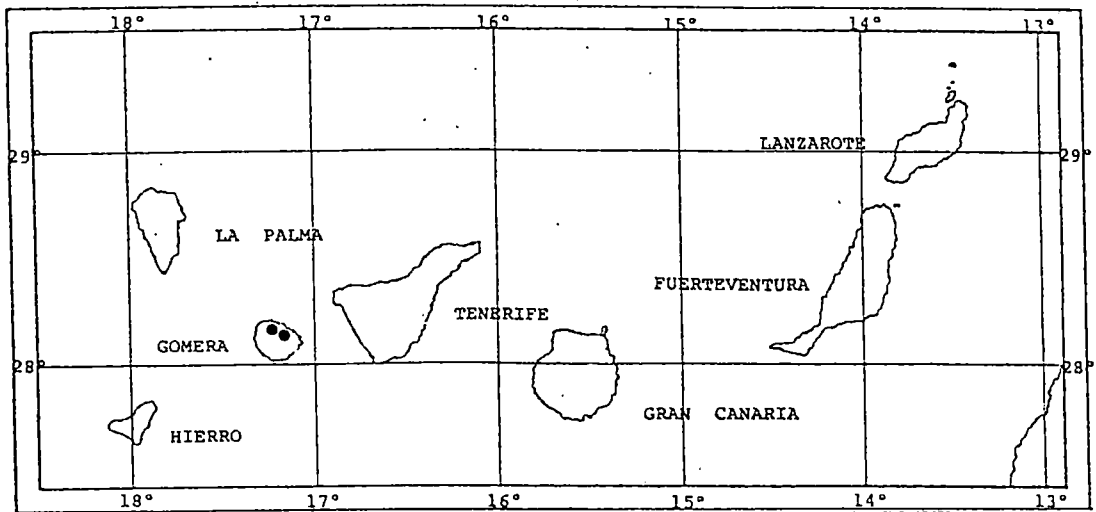 18° 17° 16° 15° 14° 13°
LANZAROTE
29° 29°
LA PALMA
FUERTEVENTURA
TENERIFE
GOMERA
28° 28°
GRAN CANARIA
HIERRO
18° 17° 16° 15° 14° 13°